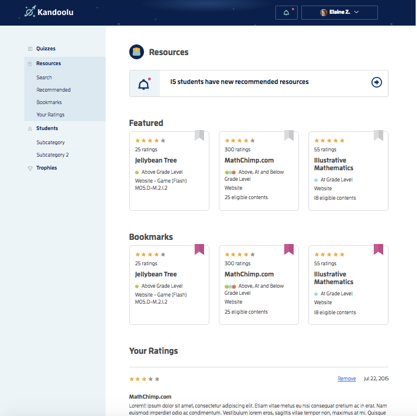 Kandoolu
Elaine Z.
Quizzes
Resources
Search
Recommended
Bookmarks
Your Ratings
Students
Subcategory
Subcategory 2
Trophies
Resources
15 students have new recommended resources
Featured
25 ratings
Jellybean Tree
Above Grade Level
Website - Game (Flash)
MG5.D-M.2.1.2
300 ratings
MathChimp.com
Above, At and Below
Grade Level
Website
25 eligible contents
55 ratings
Illustrative
Mathematics
At Grade Level
Website
18 eligible contents
Bookmarks
25 ratings
Jellybean Tree
Above Grade Level
Website - Game (Flash)
MG5.D-M.2.1.2
300 ratings
MathChimp.com
Above, At and Below
Grade Level
Website
25 eligible contents
55 ratings
Illustrative
Mathematics
At Grade Level
Website
18 eligible contents
Your Ratings
Remove Jul 22, 2015
MathChimp.com
Lorem1 ipsum dolor sit amet, consectetur adipiscing elit. Etiam vitae metus eu nisi consequat pretium ac in erat. Nam
euismod imperdiet odio ac condimentum. Vestibulum lorem eros, sagittis vitae tempor non, maximus at mi. Quisque